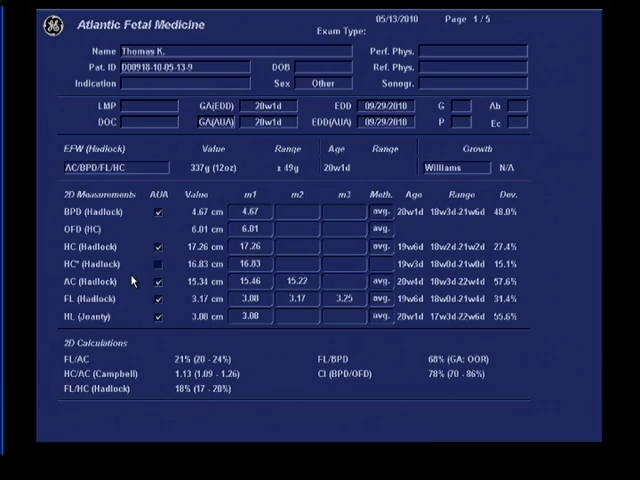 Atlantic Fetal Medicine
05/13/2010 Page 1/5
Exam Type:
Name Thomas K. Perf. Phys.
Pat. ID D00918-10-05-13-9 DOB Ref. Phys.
Indication Sex Other Sonogr.
LMP GA(EDD) 20w1d EDD 09/29/2010 G Ab
DOC GA(AUA) 20w1d EDD(AUA) 09/29/2010 P Ec
EFW (Hadlock) Value Range Age Range Growth
AC/BPD/FL/HC 337g (12oz) ± 49g 20w1d Williams N/A
2D Measurements AUA Value m1 m2 m3 Meth. Age Range Dev.
BPD (Hadlock) 4.67 cm 4.67 avg. 20w1d 18w3d-21w6d 48.0%
OFD (HC) 6.01 cm 6.01 avg.
HC (Hadlock) 17.26 cm 17.26 avg. 19w6d 18w2d-21w2d 27.4%
HC* (Hadlock) 16.83 cm 16.83 avg. 19w3d 18w0d-21w0d 15.1%
AC (Hadlock) 15.34 cm 15.46 15.22 avg. 20w4d 18w4d-22w4d 57.6%
FL (Hadlock) 3.17 cm 3.08 3.17 3.25 avg. 19w6d 18w0d-21w4d 31.4%
HL (Jeanty) 3.08 cm 3.08 avg. 20w1d 17w3d-22w6d 55.6%
2D Calculations
FL/AC 21% (20 - 24%) FL/BPD 68% (GA: OOR)
HC/AC (Campbell) 1.13 (1.09 - 1.26) CI (BPD/OFD) 78% (70 - 86%)
FL/HC (Hadlock) 18% (17 - 20%)